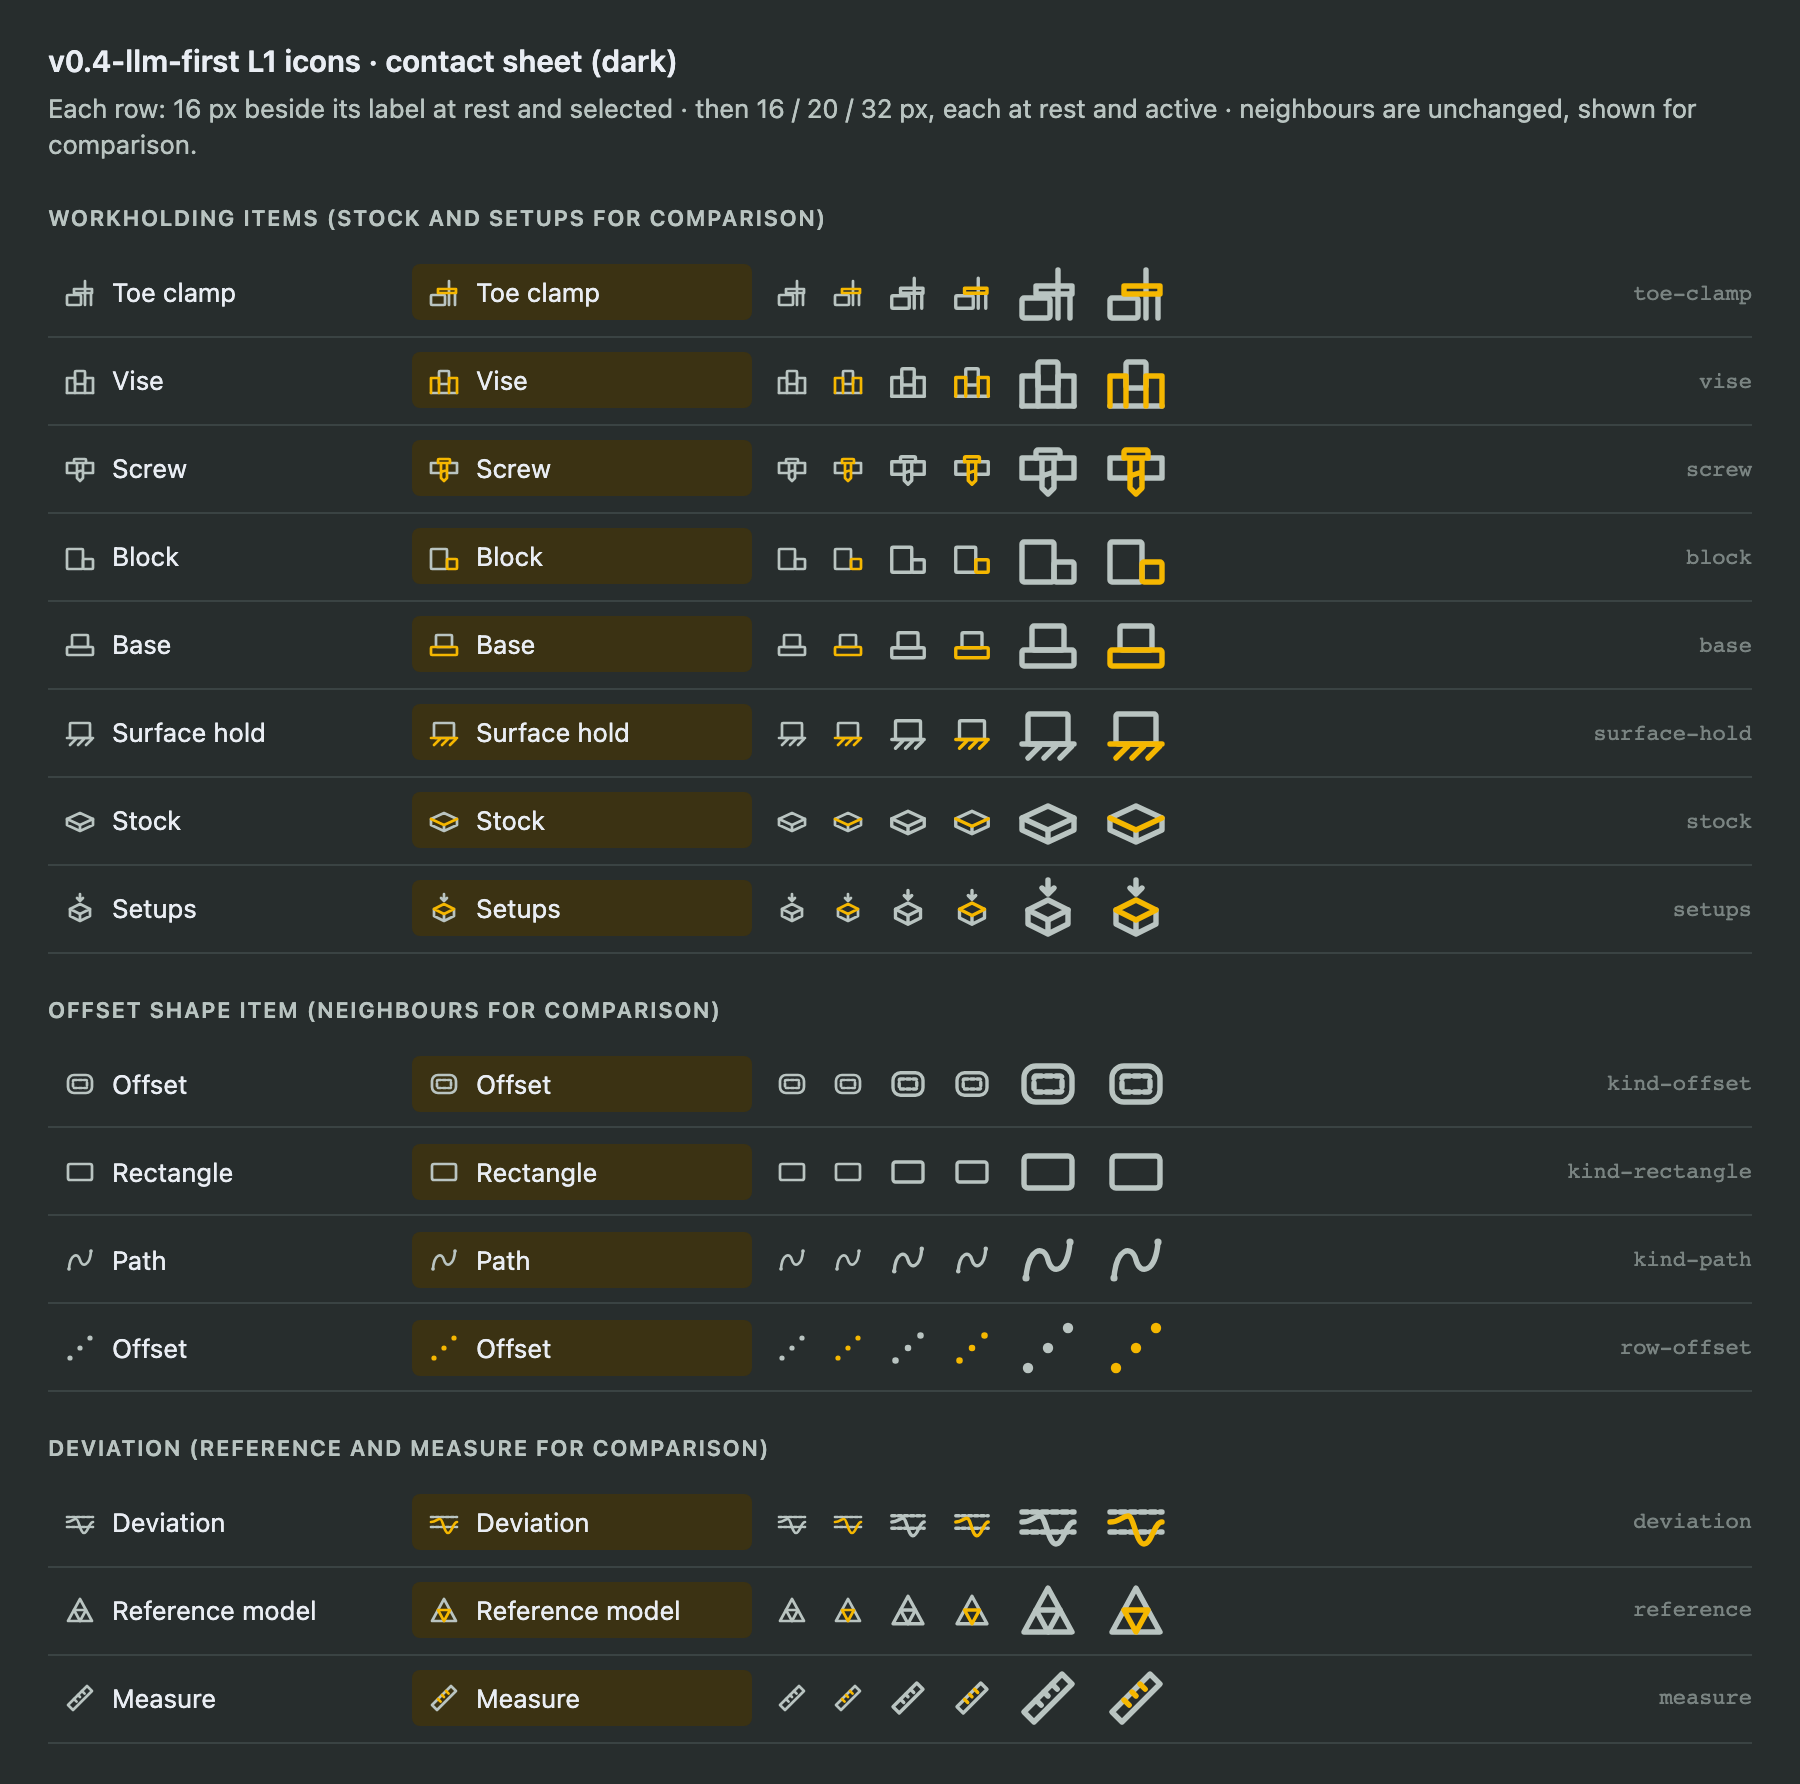 v0.4-llm-first L1 icons · contact sheet (dark)
Each row: 16 px beside its label at rest and selected · then 16 / 20 / 32 px, each at rest and active · neighbours are unchanged, shown for
comparison.
WORKHOLDING ITEMS (STOCK AND SETUPS FOR COMPARISON)
Toe clamp Toe clamp toe-clamp
Vise Vise vise
Screw Screw screw
Block Block block
Base Base base
Surface hold Surface hold surface-hold
Stock Stock stock
Setups Setups setups
OFFSET SHAPE ITEM (NEIGHBOURS FOR COMPARISON)
Offset Offset kind-offset
Rectangle Rectangle kind-rectangle
Path Path kind-path
Offset Offset row-offset
DEVIATION (REFERENCE AND MEASURE FOR COMPARISON)
Deviation Deviation deviation
Reference model Reference model reference
Measure Measure measure